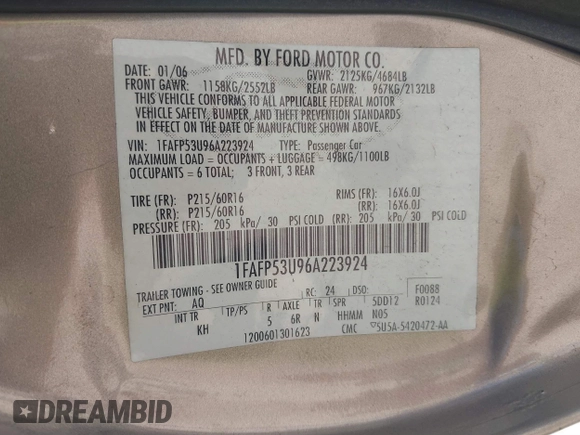 MFD. BY FORD MOTOR CO.
01/06 GVWR: 2125KG/4684LB
FRONT GAWR: 1158KG/2552LB REAR GAWR: 967KG/2132LB
THIS VEHICLE CONFORMS TO ALL APPLICABLE FEDERAL MOTOR
VEHICLE SAFETY, BUMPER, AND THEFT PREVENTION STANDARDS
IN EFFECT ON THE DATE OF MANUFACTURE SHOWN ABOVE
VIN: 1FAFP53U96A223924 TYPE: Passenger Car
MAXIMUM LOAD = OCCUPANTS + LUGGAGE = 498KG/1100LB
OCCUPANTS = 6 TOTAL; 3 FRONT, 3 REAR
TIRE (FR): P215/60R16 RIMS (FR): 16X6.0J
(RR): P215/60R16 (RR): 16X6.0J
PRESSURE (FR): 205 kPa/ 30 PSI COLD (RR): 205 kPa/ 30 PSI COLD
1FAFP53U96A223924
TRAILER TOWING - SEE OWNER GUIDE
RC: 24 DSO: F0088
EXT PNT: AQ 5DD12 R0124
INT TR TP/PS R AXLE TR SPR HHMM N05
KH 5 6R N CMC
1200601301623 5U5A-5420472-AA
DREAMBID